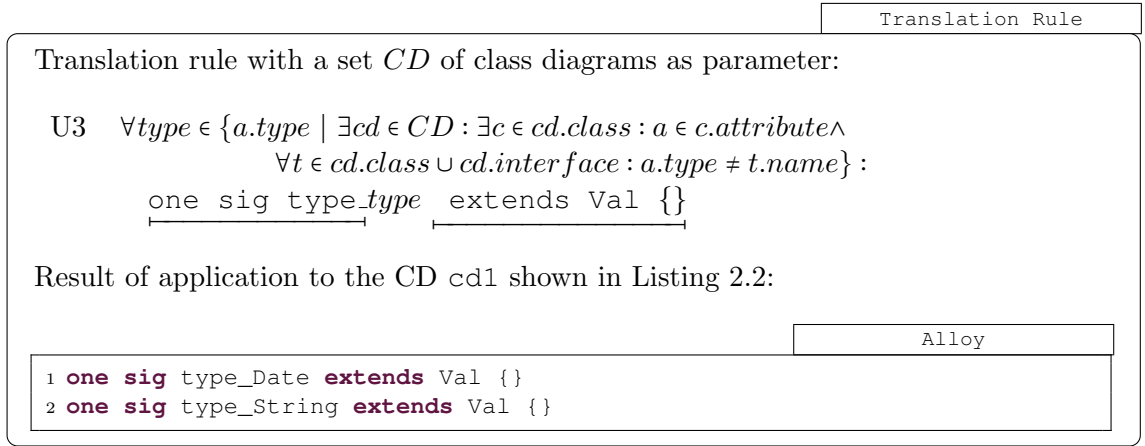 Translation Rule
Translation rule with a set CD of class diagrams as parameter:
U3 ∀type ∈ {a.type | ∃cd ∈ CD : ∃c ∈ cd.class : a ∈ c.attribute∧
∀t ∈ cd.class ∪ cd.interface : a.type ≠ t.name} :
one sig type_type extends Val {}
Result of application to the CD cd1 shown in Listing 2.2:
Alloy
1 one sig type_Date extends Val {}
2 one sig type_String extends Val {}